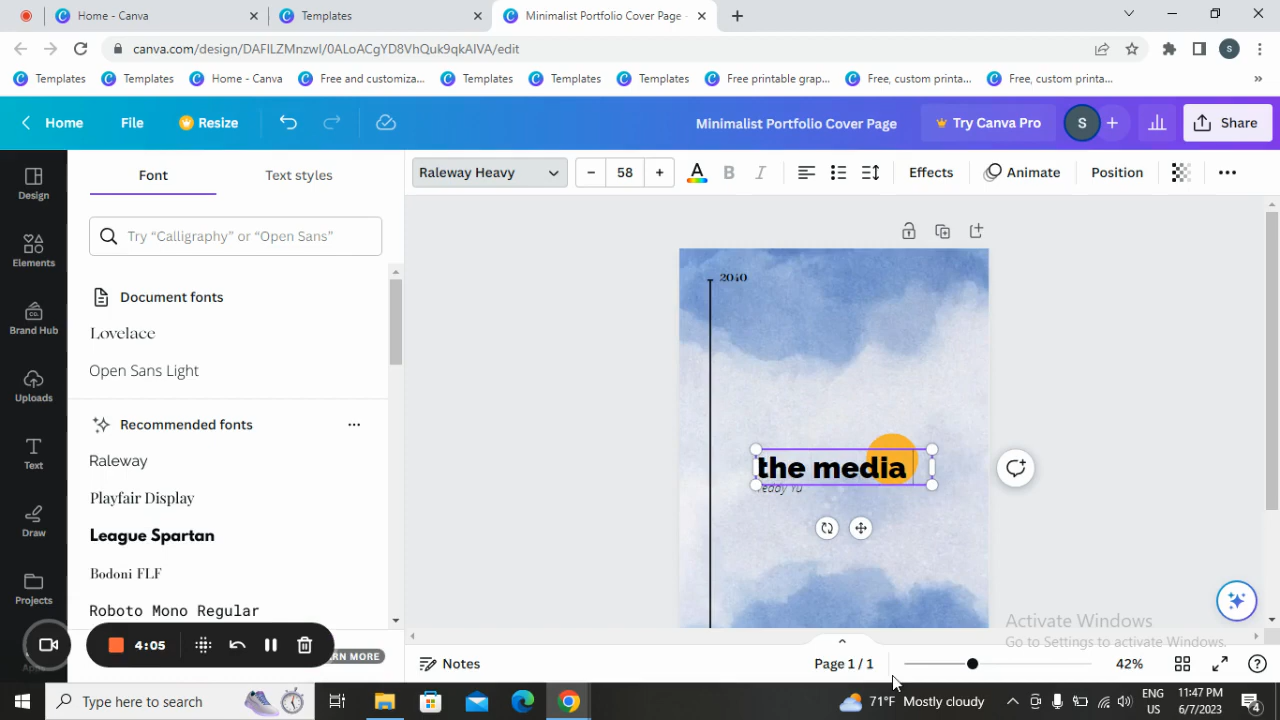 Home - Canva
Templates
Minimalist Portfolio Cover Page -
canva.com/design/DAFlLZMnzwI/0ALoACgYD8VhQuk9qkAIVA/edit
S
Templates
Templates
Home - Canva
Free and customiza...
Templates
Templates
Templates
Free printable grap...
Free, custom printa...
Free, custom printa...
Home
File
Resize
Minimalist Portfolio Cover Page
S
Try Canva Pro
Share
Design
Elements
Brand Hub
Uploads
Text
Draw
Projects
Font
Text styles
Try “Calligraphy” or “Open Sans”
Document fonts
Lovelace
Open Sans Light
Recommended fonts
Raleway
Playfair Display
League Spartan
Bodoni FLF
Roboto Mono Regular
4:05
RN MORE
Raleway Heavy
58
A
B
I
Effects
Animate
Position
2040
the media
Teddy Yu
Activate Windows
Go to Settings to activate Windows.
Notes
Page 1 / 1
42%
Type here to search
71°F Mostly cloudy
ENG
US
11:47 PM
6/7/2023
4